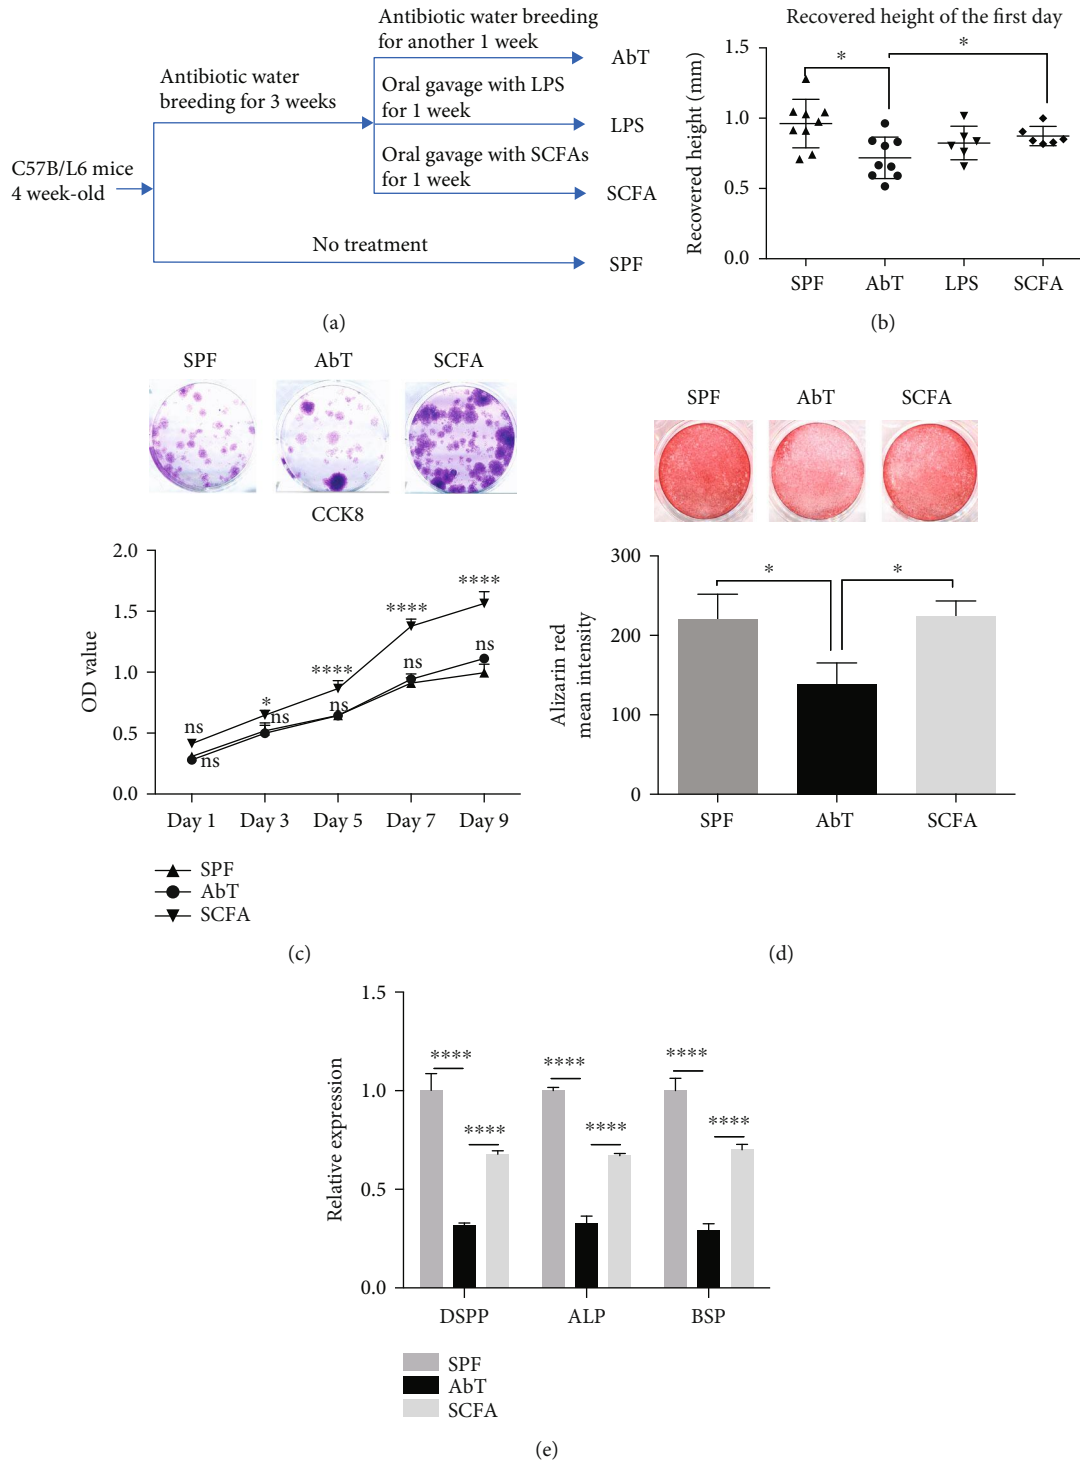 Antibiotic water breeding
for another 1 week
AbT
Antibiotic water
breeding for 3 weeks
Oral gavage with LPS
for 1 week
LPS
Oral gavage with SCFAs
for 1 week
SCFA
C57B/L6 mice
4 week-old
No treatment
SPF
(a)
Recovered height of the first day
Recovered height (mm)
1.5
1.0
0.5
0.0
*
*
SPF AbT LPS SCFA
(b)
SPF AbT SCFA
CCK8
OD value
2.0
1.5
1.0
0.5
0.0
ns
ns
*
ns
****
ns
****
ns
****
ns
Day 1 Day 3 Day 5 Day 7 Day 9
SPF
AbT
SCFA
(c)
SPF AbT SCFA
Alizarin red
mean intensity
300
200
100
0
*
*
SPF AbT SCFA
(d)
Relative expression
1.5
1.0
0.5
0.0
****
****
****
****
****
****
DSPP ALP BSP
SPF
AbT
SCFA
(e)